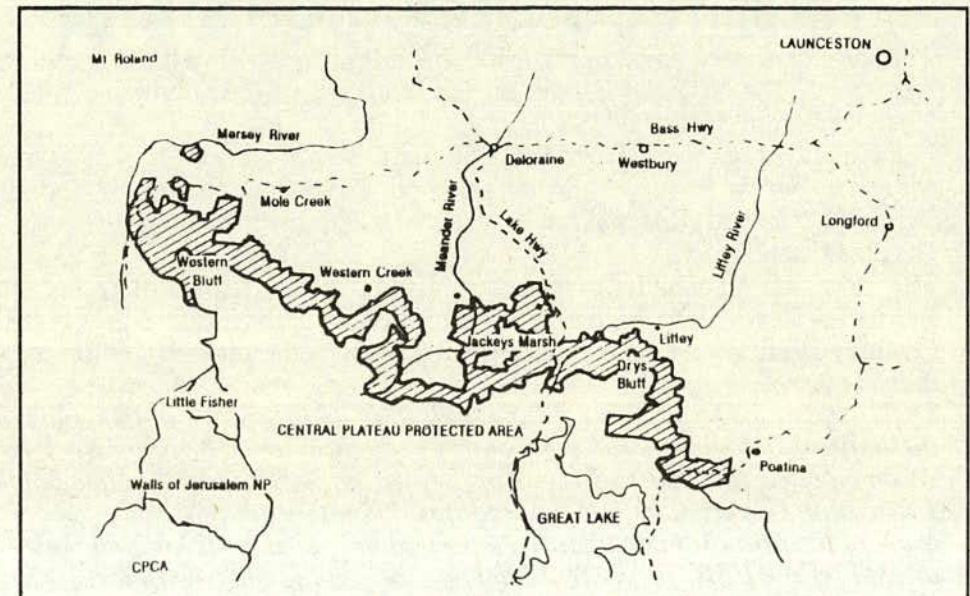 LAUNCESTON
Mt Roland
Mersey River
Bass Hwy
Deloraine
Westbury
Mole Creek
Meander River
Lake Hwy
Liffey River
Longford
Western
Bluff
Western Creek
Jackeys Marsh
Liffey
Drys
Bluff
Little Fisher
CENTRAL PLATEAU PROTECTED AREA
Poatina
Walls of Jerusalem NP
GREAT LAKE
CPCA